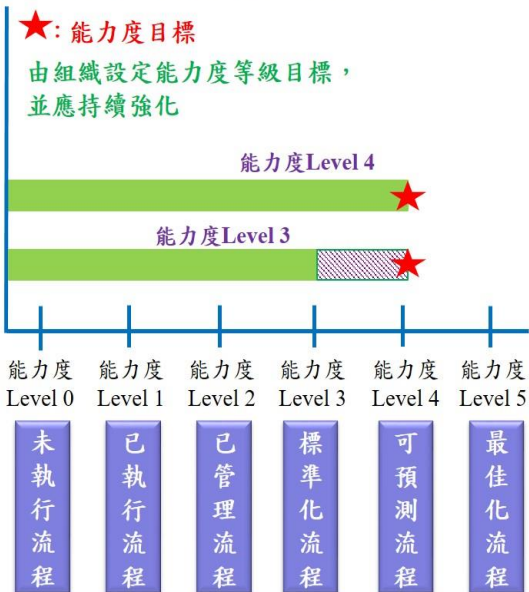 ★: 能力度目標
由組織設定能力度等級目標，
並應持續強化
能力度Level 4
能力度Level 3
能力度 Level 0
能力度 Level 1
能力度 Level 2
能力度 Level 3
能力度 Level 4
能力度 Level 5
未執行流程
已執行流程
已管理流程
標準化流程
可預測流程
最佳化流程